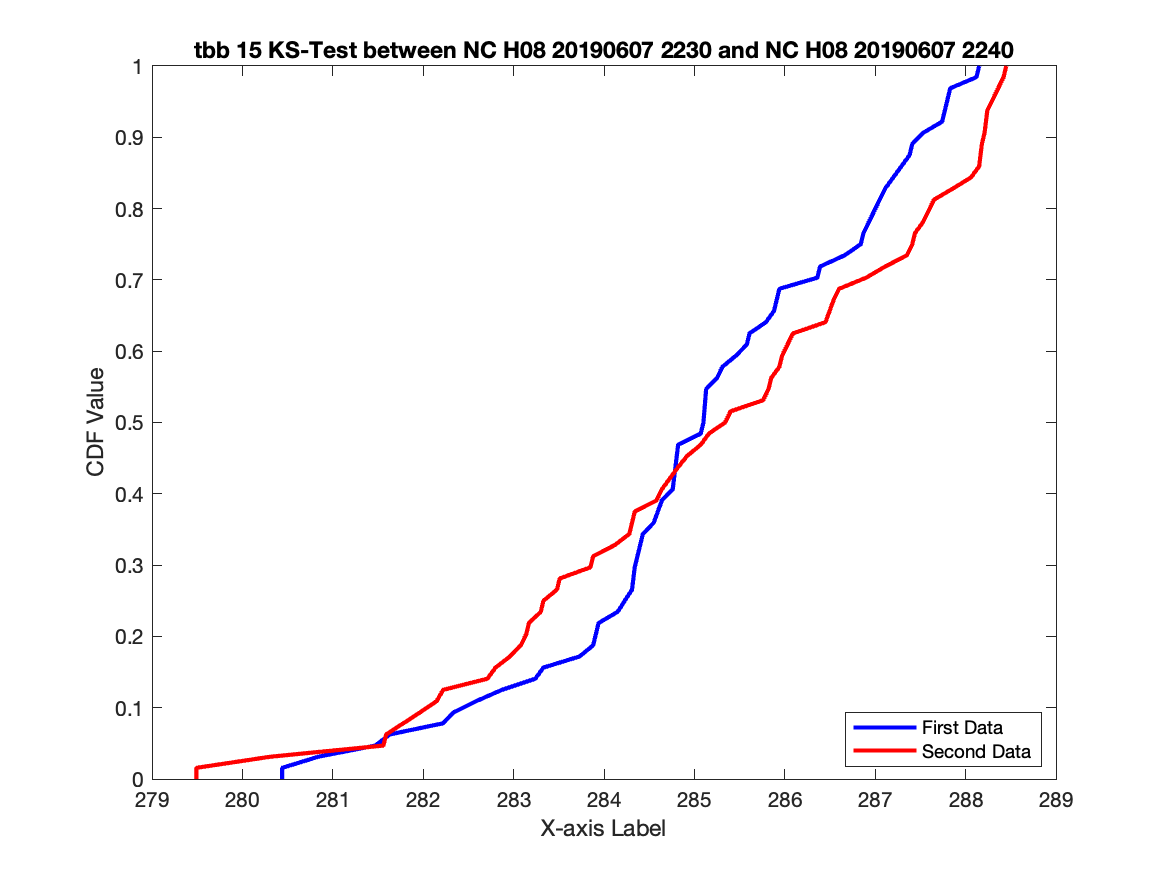 tbb 15 KS-Test between NC H08 20190607 2230 and NC H08 20190607 2240
1
0.9
0.8
0.7
0.6
0.5
0.4
0.3
0.2
0.1
0
CDF Value
First Data
Second Data
279 280 281 282 283 284 285 286 287 288 289
X-axis Label